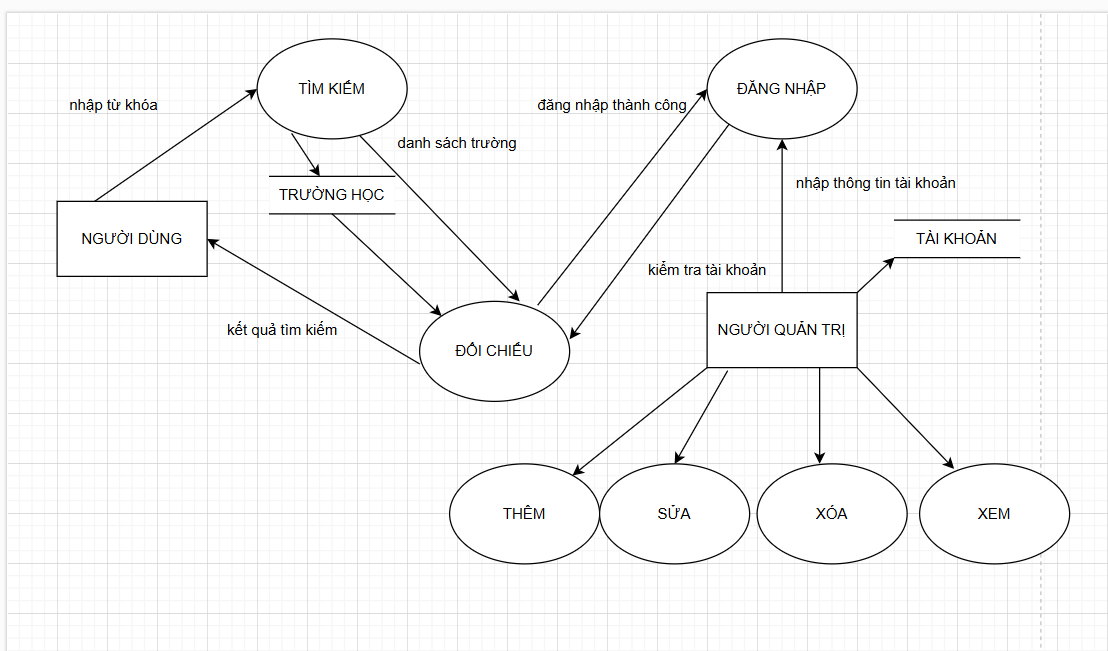 TÌM KIẾM
ĐĂNG NHẬP
nhập từ khóa
đăng nhập thành công
danh sách trường
nhập thông tin tài khoản
TRƯỜNG HỌC
NGƯỜI DÙNG
TÀI KHOẢN
kiểm tra tài khoản
kết quả tìm kiếm
NGƯỜI QUẢN TRỊ
ĐỐI CHIẾU
THÊM
SỬA
XÓA
XEM